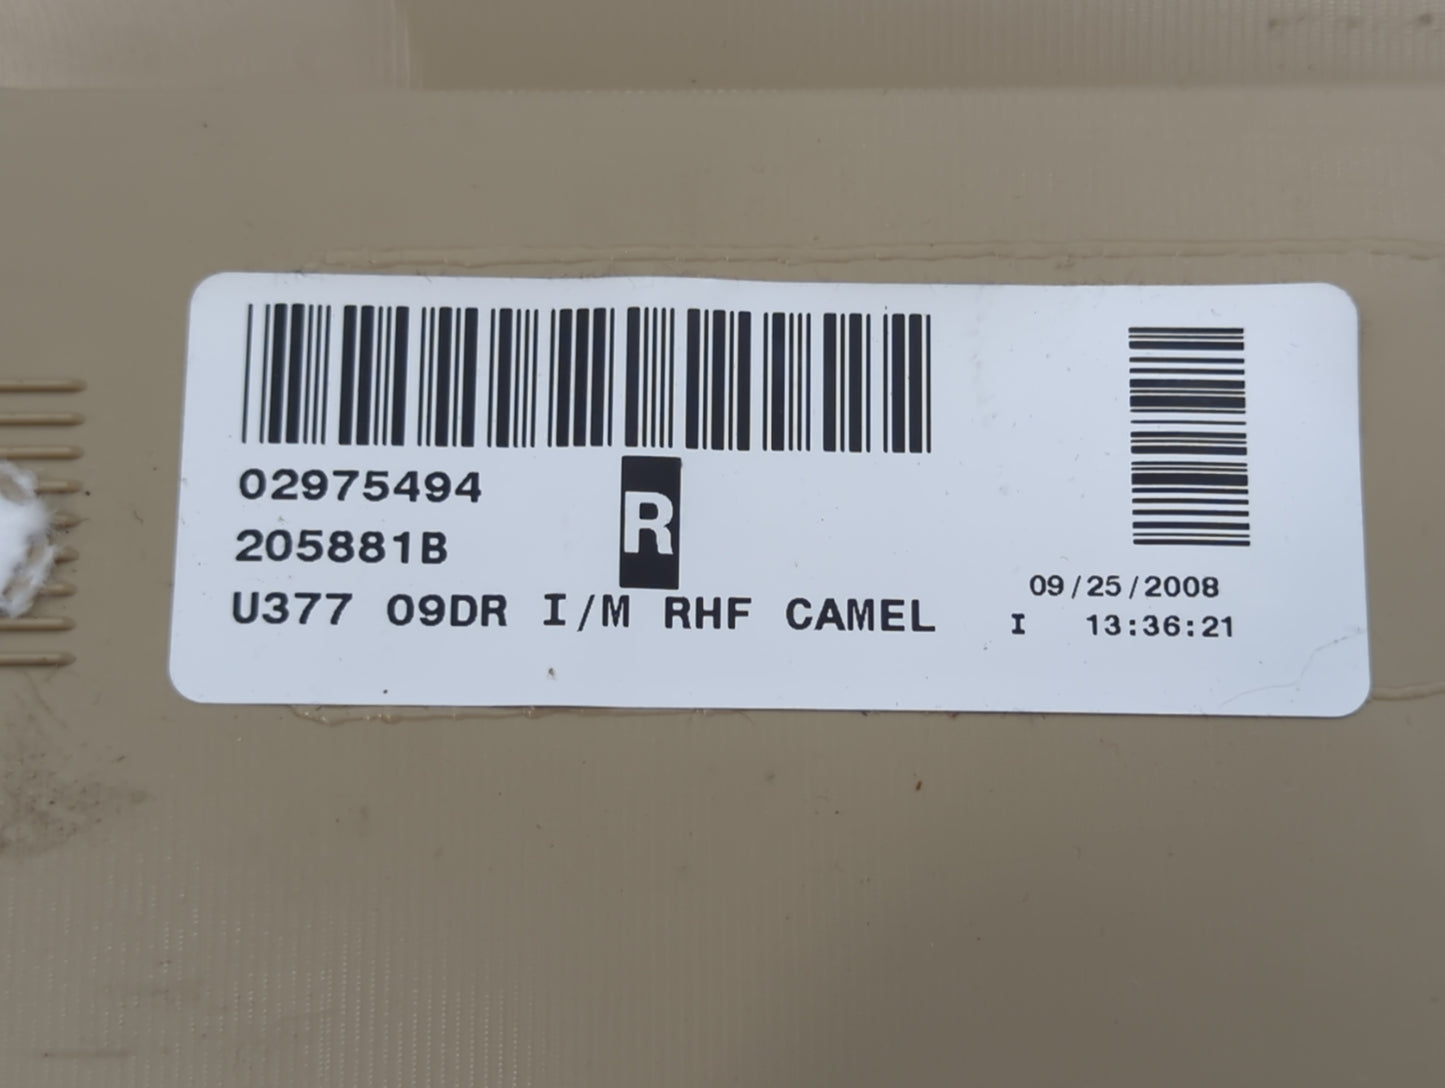 02975494
205881B
R
U377 09DR I/M RHF CAMEL
09/25/2008
I 13:36:21